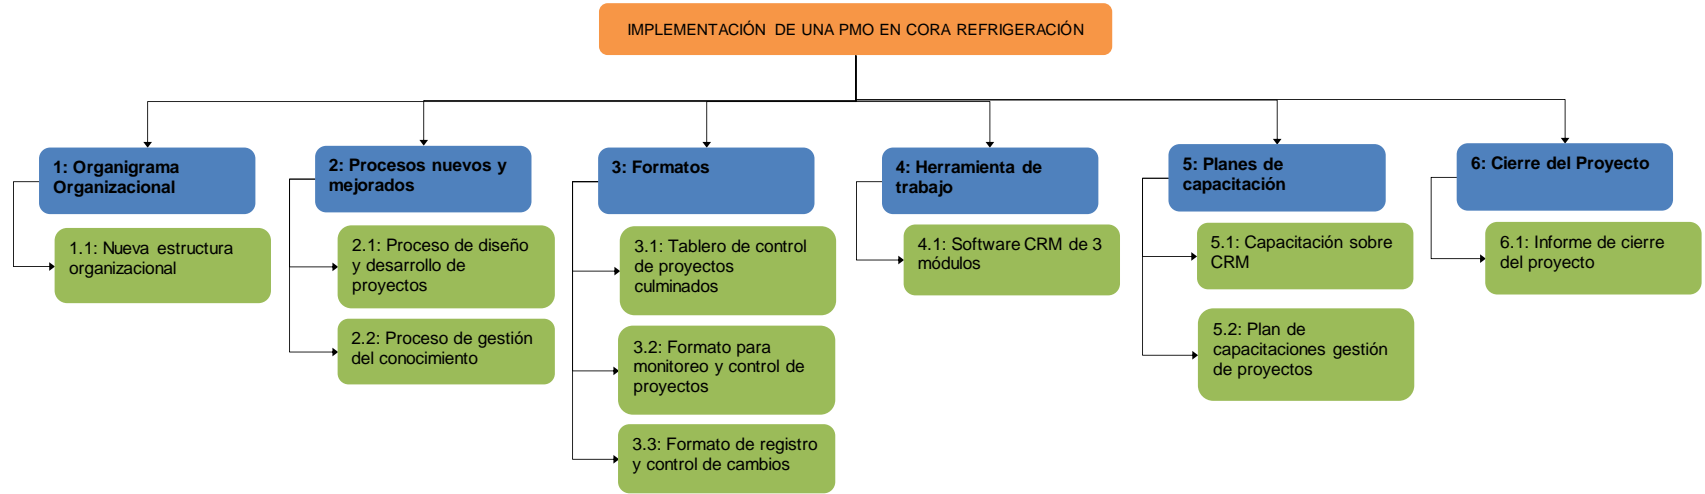 IMPLEMENTACIÓN DE UNA PMO EN CORA REFRIGERACIÓN
1: Organigrama
Organizacional
1.1: Nueva estructura
organizacional
2: Procesos nuevos y
mejorados
2.1: Proceso de diseño
y desarrollo de
proyectos
2.2: Proceso de gestión
del conocimiento
3: Formatos
3.1: Tablero de control
de proyectos
culminados
3.2: Formato para
monitoreo y control de
proyectos
3.3: Formato de registro
y control de cambios
4: Herramienta de
trabajo
4.1: Software CRM de 3
módulos
5: Planes de
capacitación
5.1: Capacitación sobre
CRM
5.2: Plan de
capacitaciones gestión
de proyectos
6: Cierre del Proyecto
6.1: Informe de cierre
del proyecto